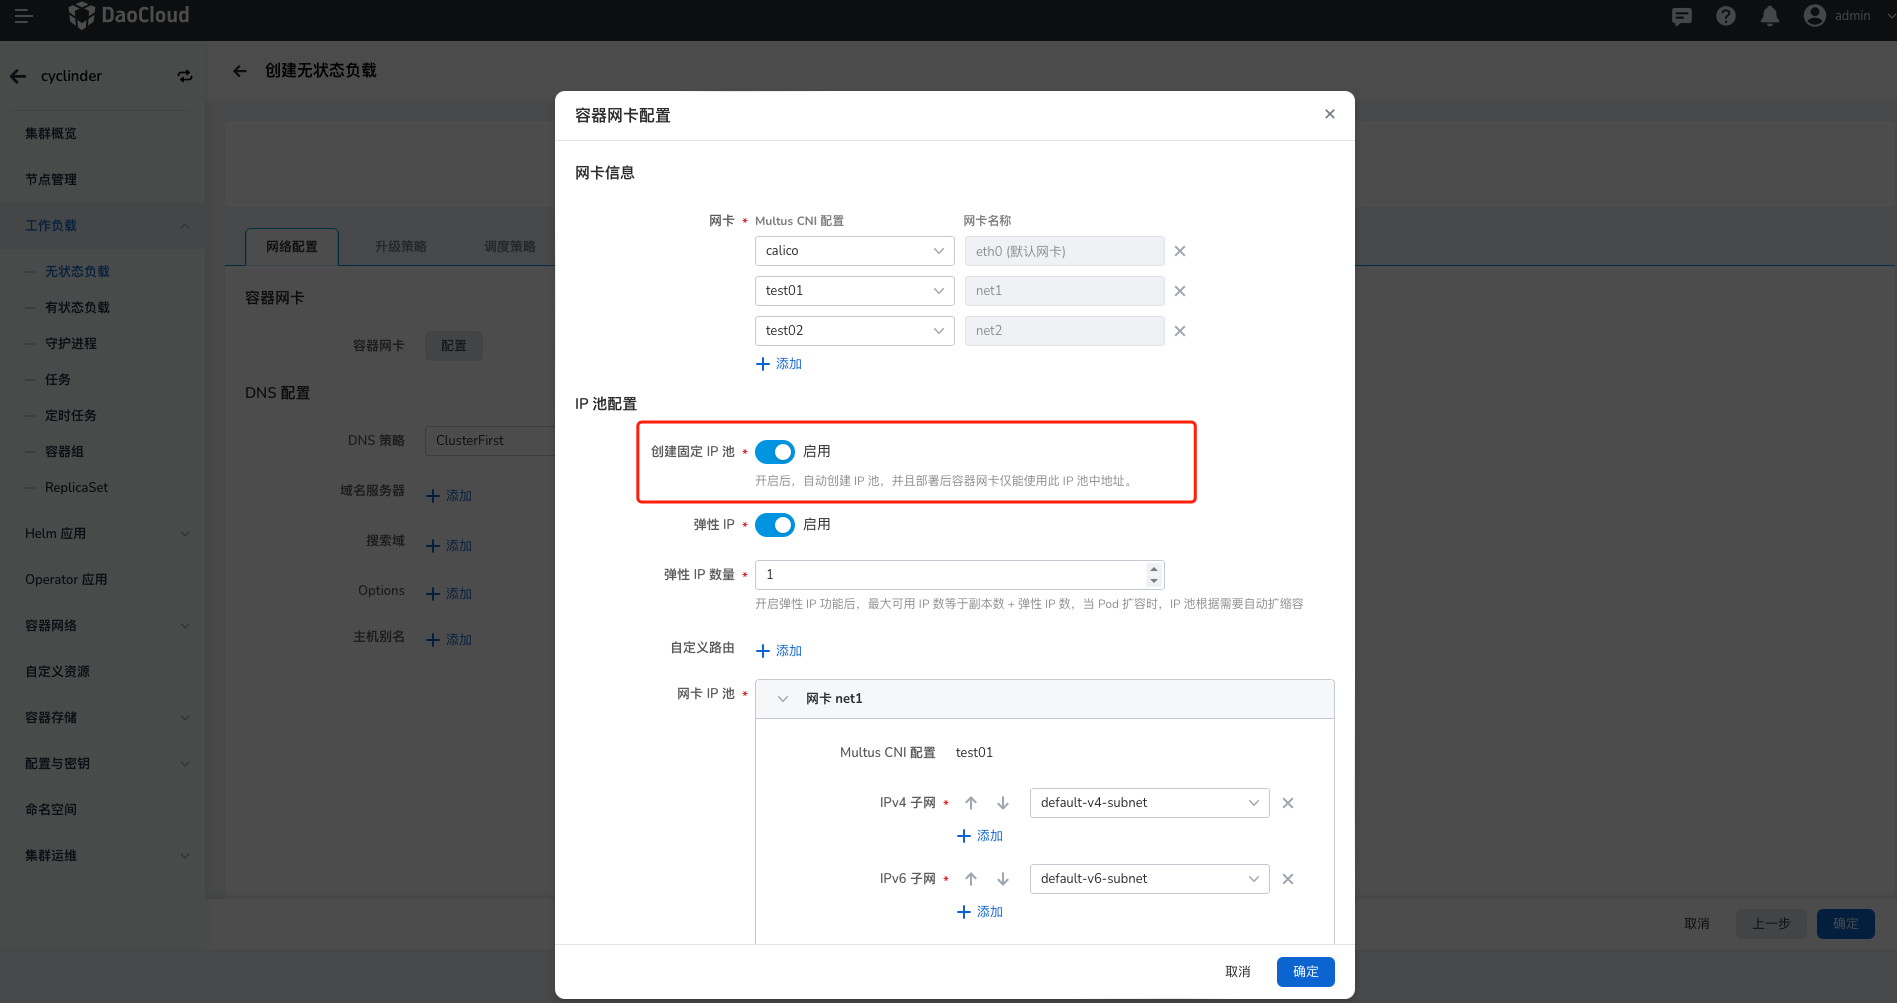 DaoCloud
admin
cyclinder
创建无状态负载
集群概览
节点管理
工作负载
无状态负载
有状态负载
守护进程
任务
定时任务
容器组
ReplicaSet
Helm 应用
Operator 应用
容器网络
自定义资源
容器存储
配置与密钥
命名空间
集群运维
网络配置 升级策略 调度策略
容器网卡
容器网卡 配置
DNS 配置
DNS 策略 ClusterFirst
域名服务器 添加
搜索域 添加
Options 添加
主机别名 添加
取消 上一步 确定
容器网卡配置
网卡信息
网卡 * Multus CNI 配置 网卡名称
calico eth0 (默认网卡)
test01 net1
test02 net2
添加
IP 池配置
创建固定 IP 池 * 启用
开启后，自动创建 IP 池，并且部署后容器网卡仅能使用此 IP 池中地址。
弹性 IP * 启用
弹性 IP 数量 * 1
开启弹性 IP 功能后，最大可用 IP 数等于副本数 + 弹性 IP 数，当 Pod 扩容时，IP 池根据需要自动扩缩容
自定义路由 添加
网卡 IP 池 * 网卡 net1
Multus CNI 配置 test01
IPv4 子网 * default-v4-subnet
添加
IPv6 子网 * default-v6-subnet
添加
取消 确定